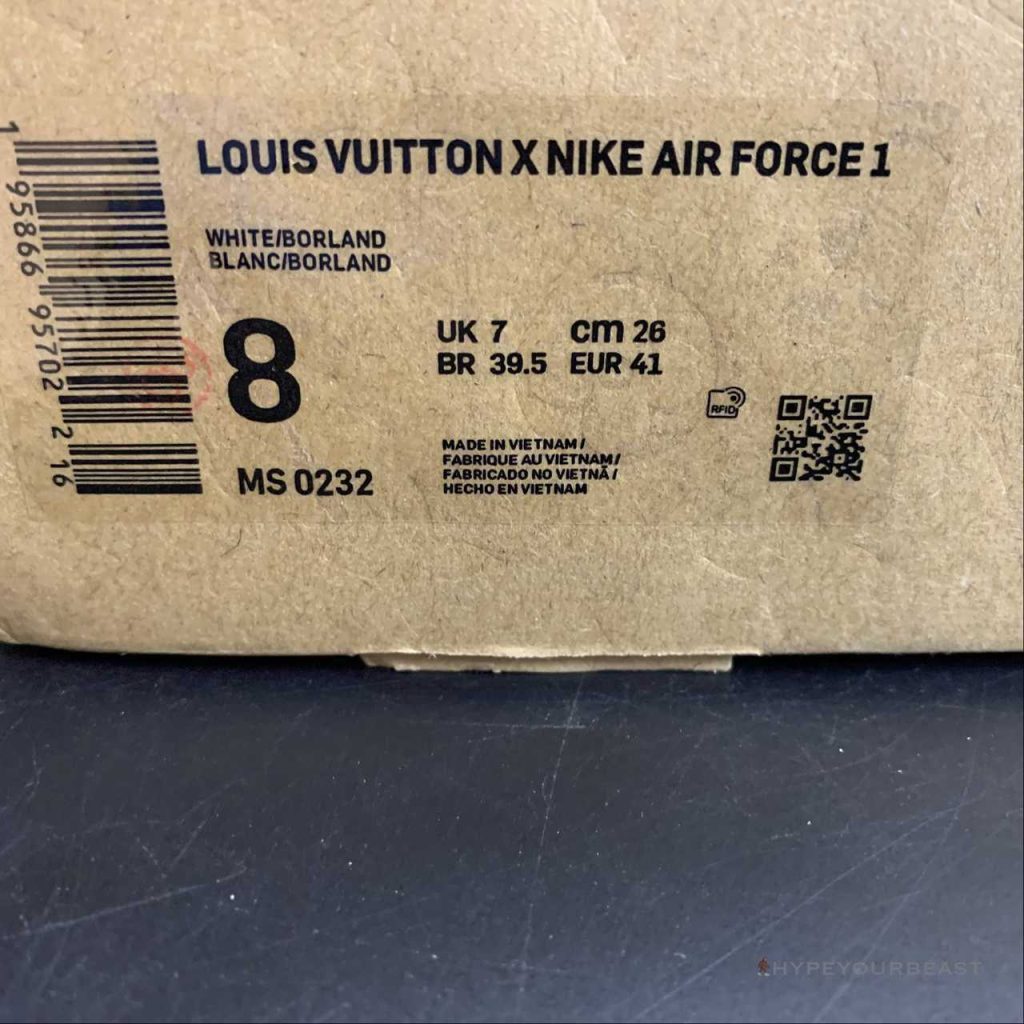 LOUIS VUITTON X NIKE AIR FORCE 1
WHITE/BORLAND
BLANC/BORLAND
8
UK 7 cm 26
BR 39.5 EUR 41
RFID
MS 0232
MADE IN VIETNAM /
FABRIQUE AU VIETNAM/
FABRICADO NO VIETNÃ /
HECHO EN VIETNAM
1 95866 95702 2 16
HYPEYOURBEAST